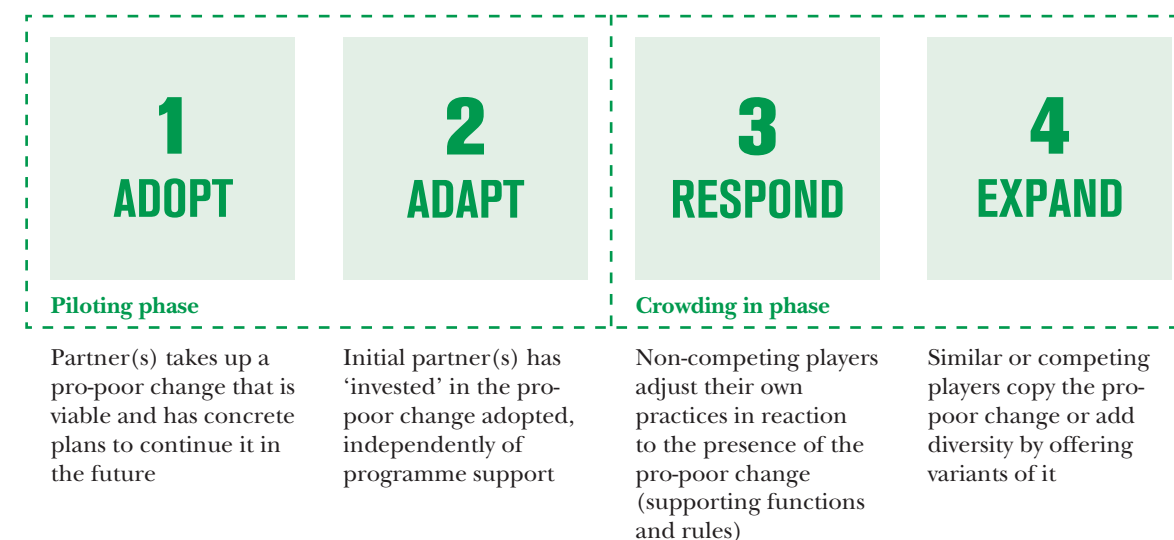 1
ADOPT
2
ADAPT
3
RESPOND
4
EXPAND
Piloting phase
Crowding in phase
Partner(s) takes up a
pro-poor change that is
viable and has concrete
plans to continue it in
the future
Initial partner(s) has
‘invested’ in the pro-
poor change adopted,
independently of
programme support
Non-competing players
adjust their own
practices in reaction
to the presence of the
pro-poor change
(supporting functions
and rules)
Similar or competing
players copy the pro-
poor change or add
diversity by offering
variants of it